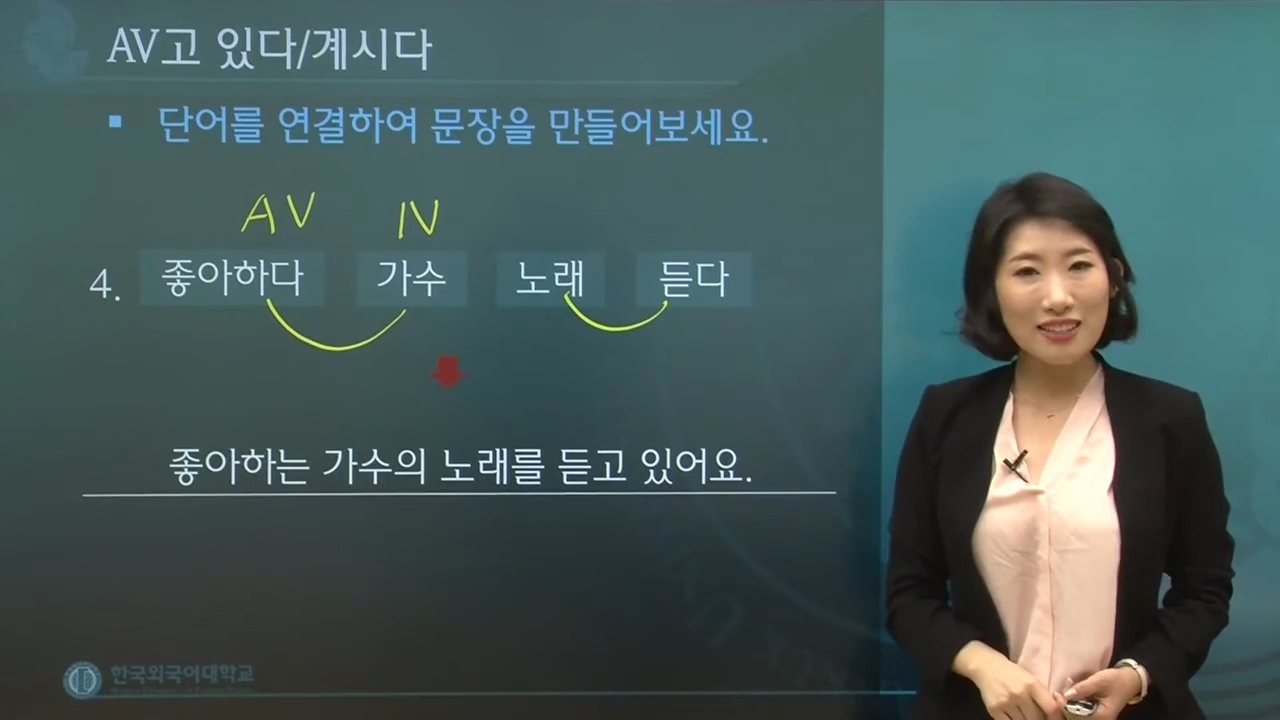 AV고 있다/계시다
▪ 단어를 연결하여 문장을 만들어보세요.
AV N
4. 좋아하다 가수 노래 듣다
좋아하는 가수의 노래를 듣고 있어요.
한국외국어대학교